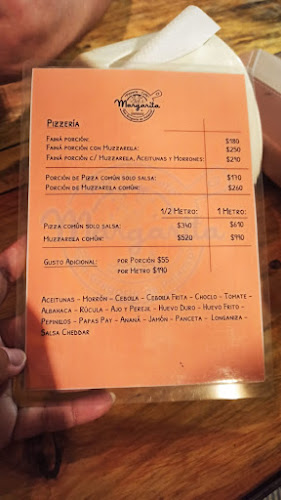 Margarita
Pizzería
Fainá porción: $180
Fainá porción con Muzzarela: $250
Fainá porción c/ Muzzarela, Aceitunas y Morrones: $290
Porción de Pizza común solo salsa: $170
Porción de Muzzarela común: $260
1/2 Metro: 1 Metro:
Pizza común solo salsa: $340 $610
Muzzarela común: $520 $990
Gusto Adicional: por Porción $55
por Metro $190
Aceitunas - Morrón - Cebolla - Cebolla Frita - Choclo - Tomate -
Albahaca - Rúcula - Ajo y Perejil - Huevo Duro - Huevo Frito -
Pepinillos - Papas Pay - Ananá - Jamón - Panceta - Longaniza -
Salsa Cheddar